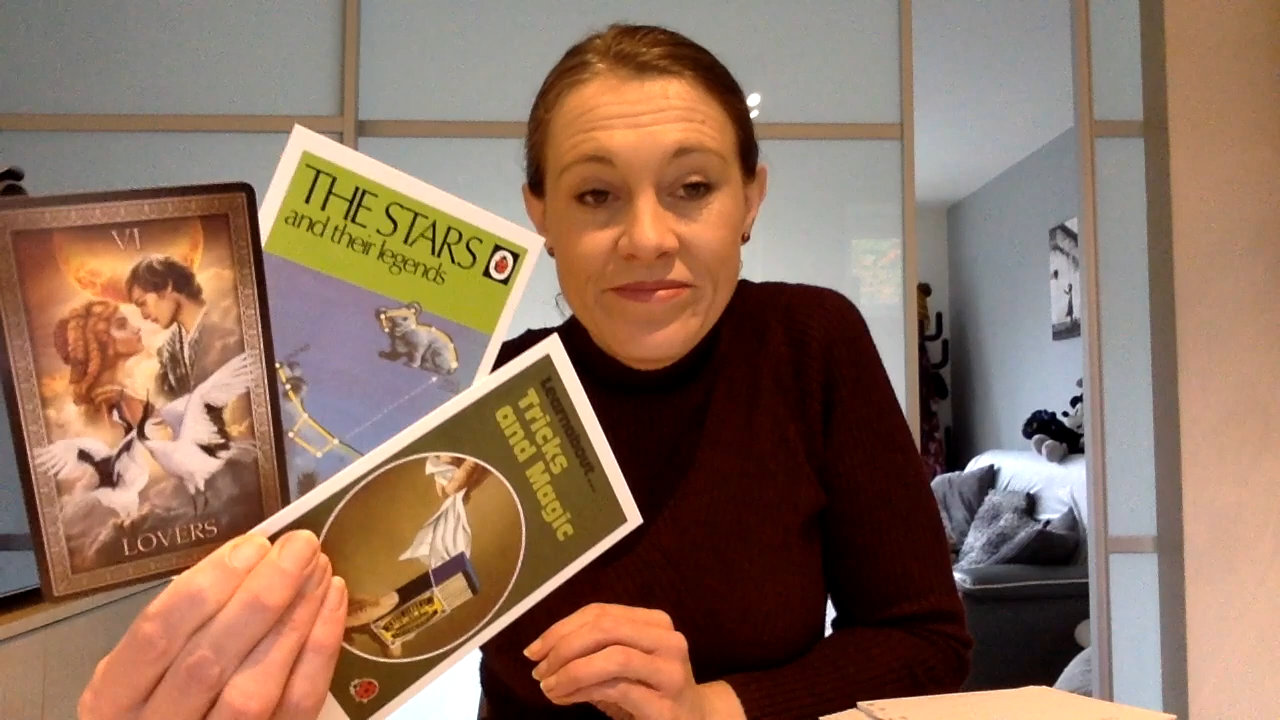 VI
LOVERS
THE STARS
and their legends
Learnabout...
Tricks
and Magic